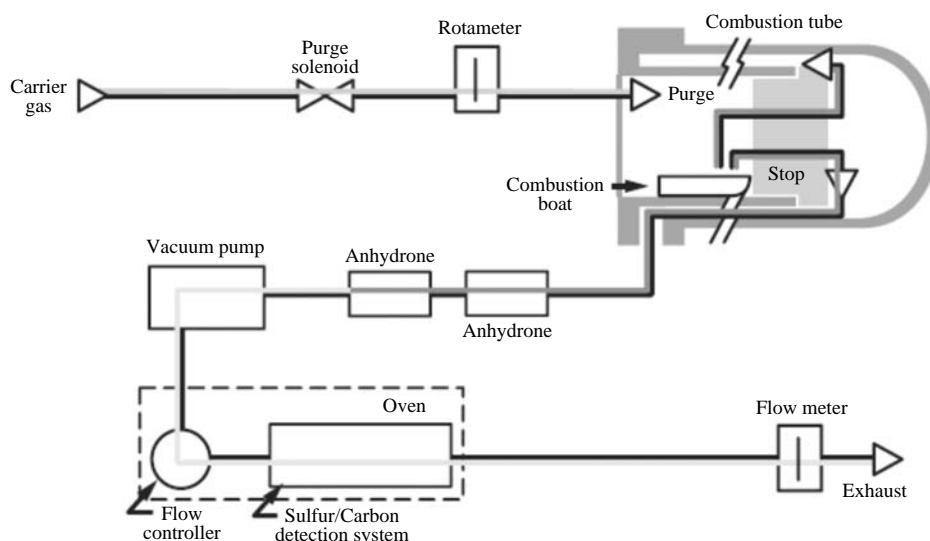 Combustion tube
Rotameter
Purge
solenoid
Carrier
gas
Purge
Stop
Combustion
boat
Vacuum pump
Anhydrone
Anhydrone
Oven
Flow meter
Exhaust
Flow
controller
Sulfur/Carbon
detection system